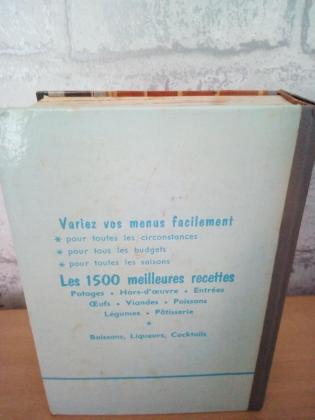 Variez vos menus facilement
* pour toutes les circonstances
* pour tous les budgets
* pour toutes les saisons
Les 1500 meilleures recettes
Potages • Hors-d'œuvre • Entrées
Œufs • Viandes • Poissons
Légumes • Pâtisserie
*
Boissons, Liqueurs, Cocktails